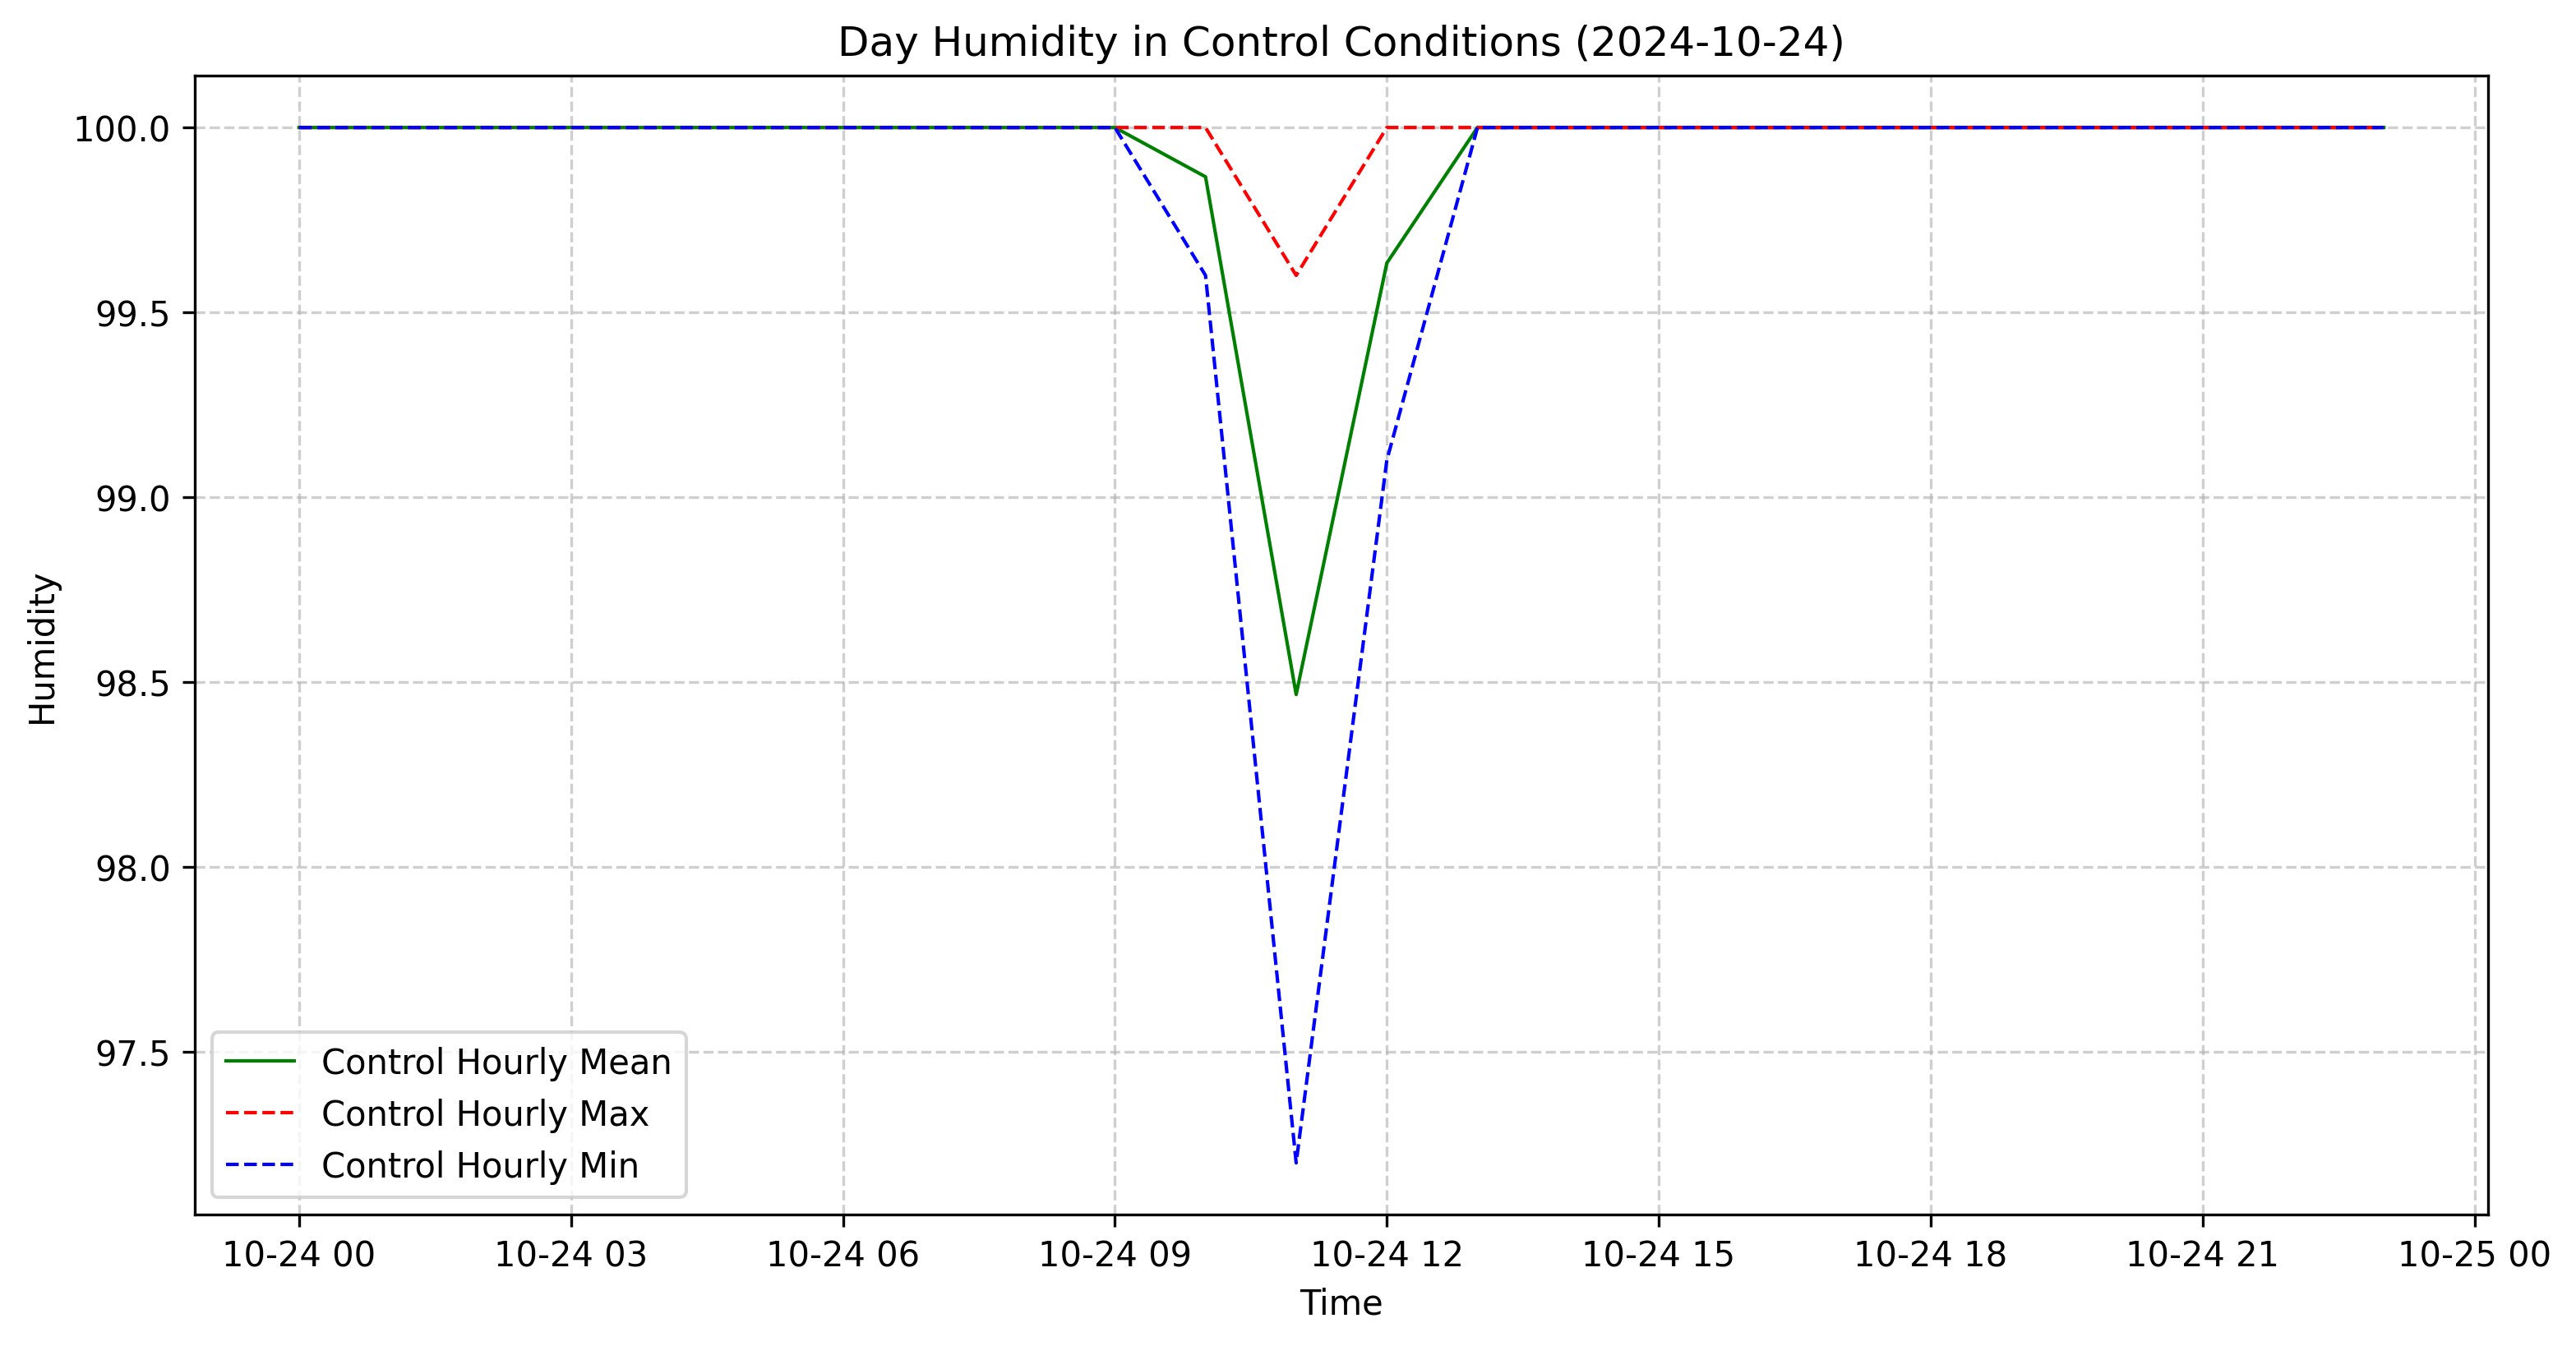 Day Humidity in Control Conditions (2024-10-24)
100.0
99.5
99.0
98.5
98.0
97.5
Humidity
Control Hourly Mean
Control Hourly Max
Control Hourly Min
10-24 00 10-24 03 10-24 06 10-24 09 10-24 12 10-24 15 10-24 18 10-24 21 10-25 00
Time